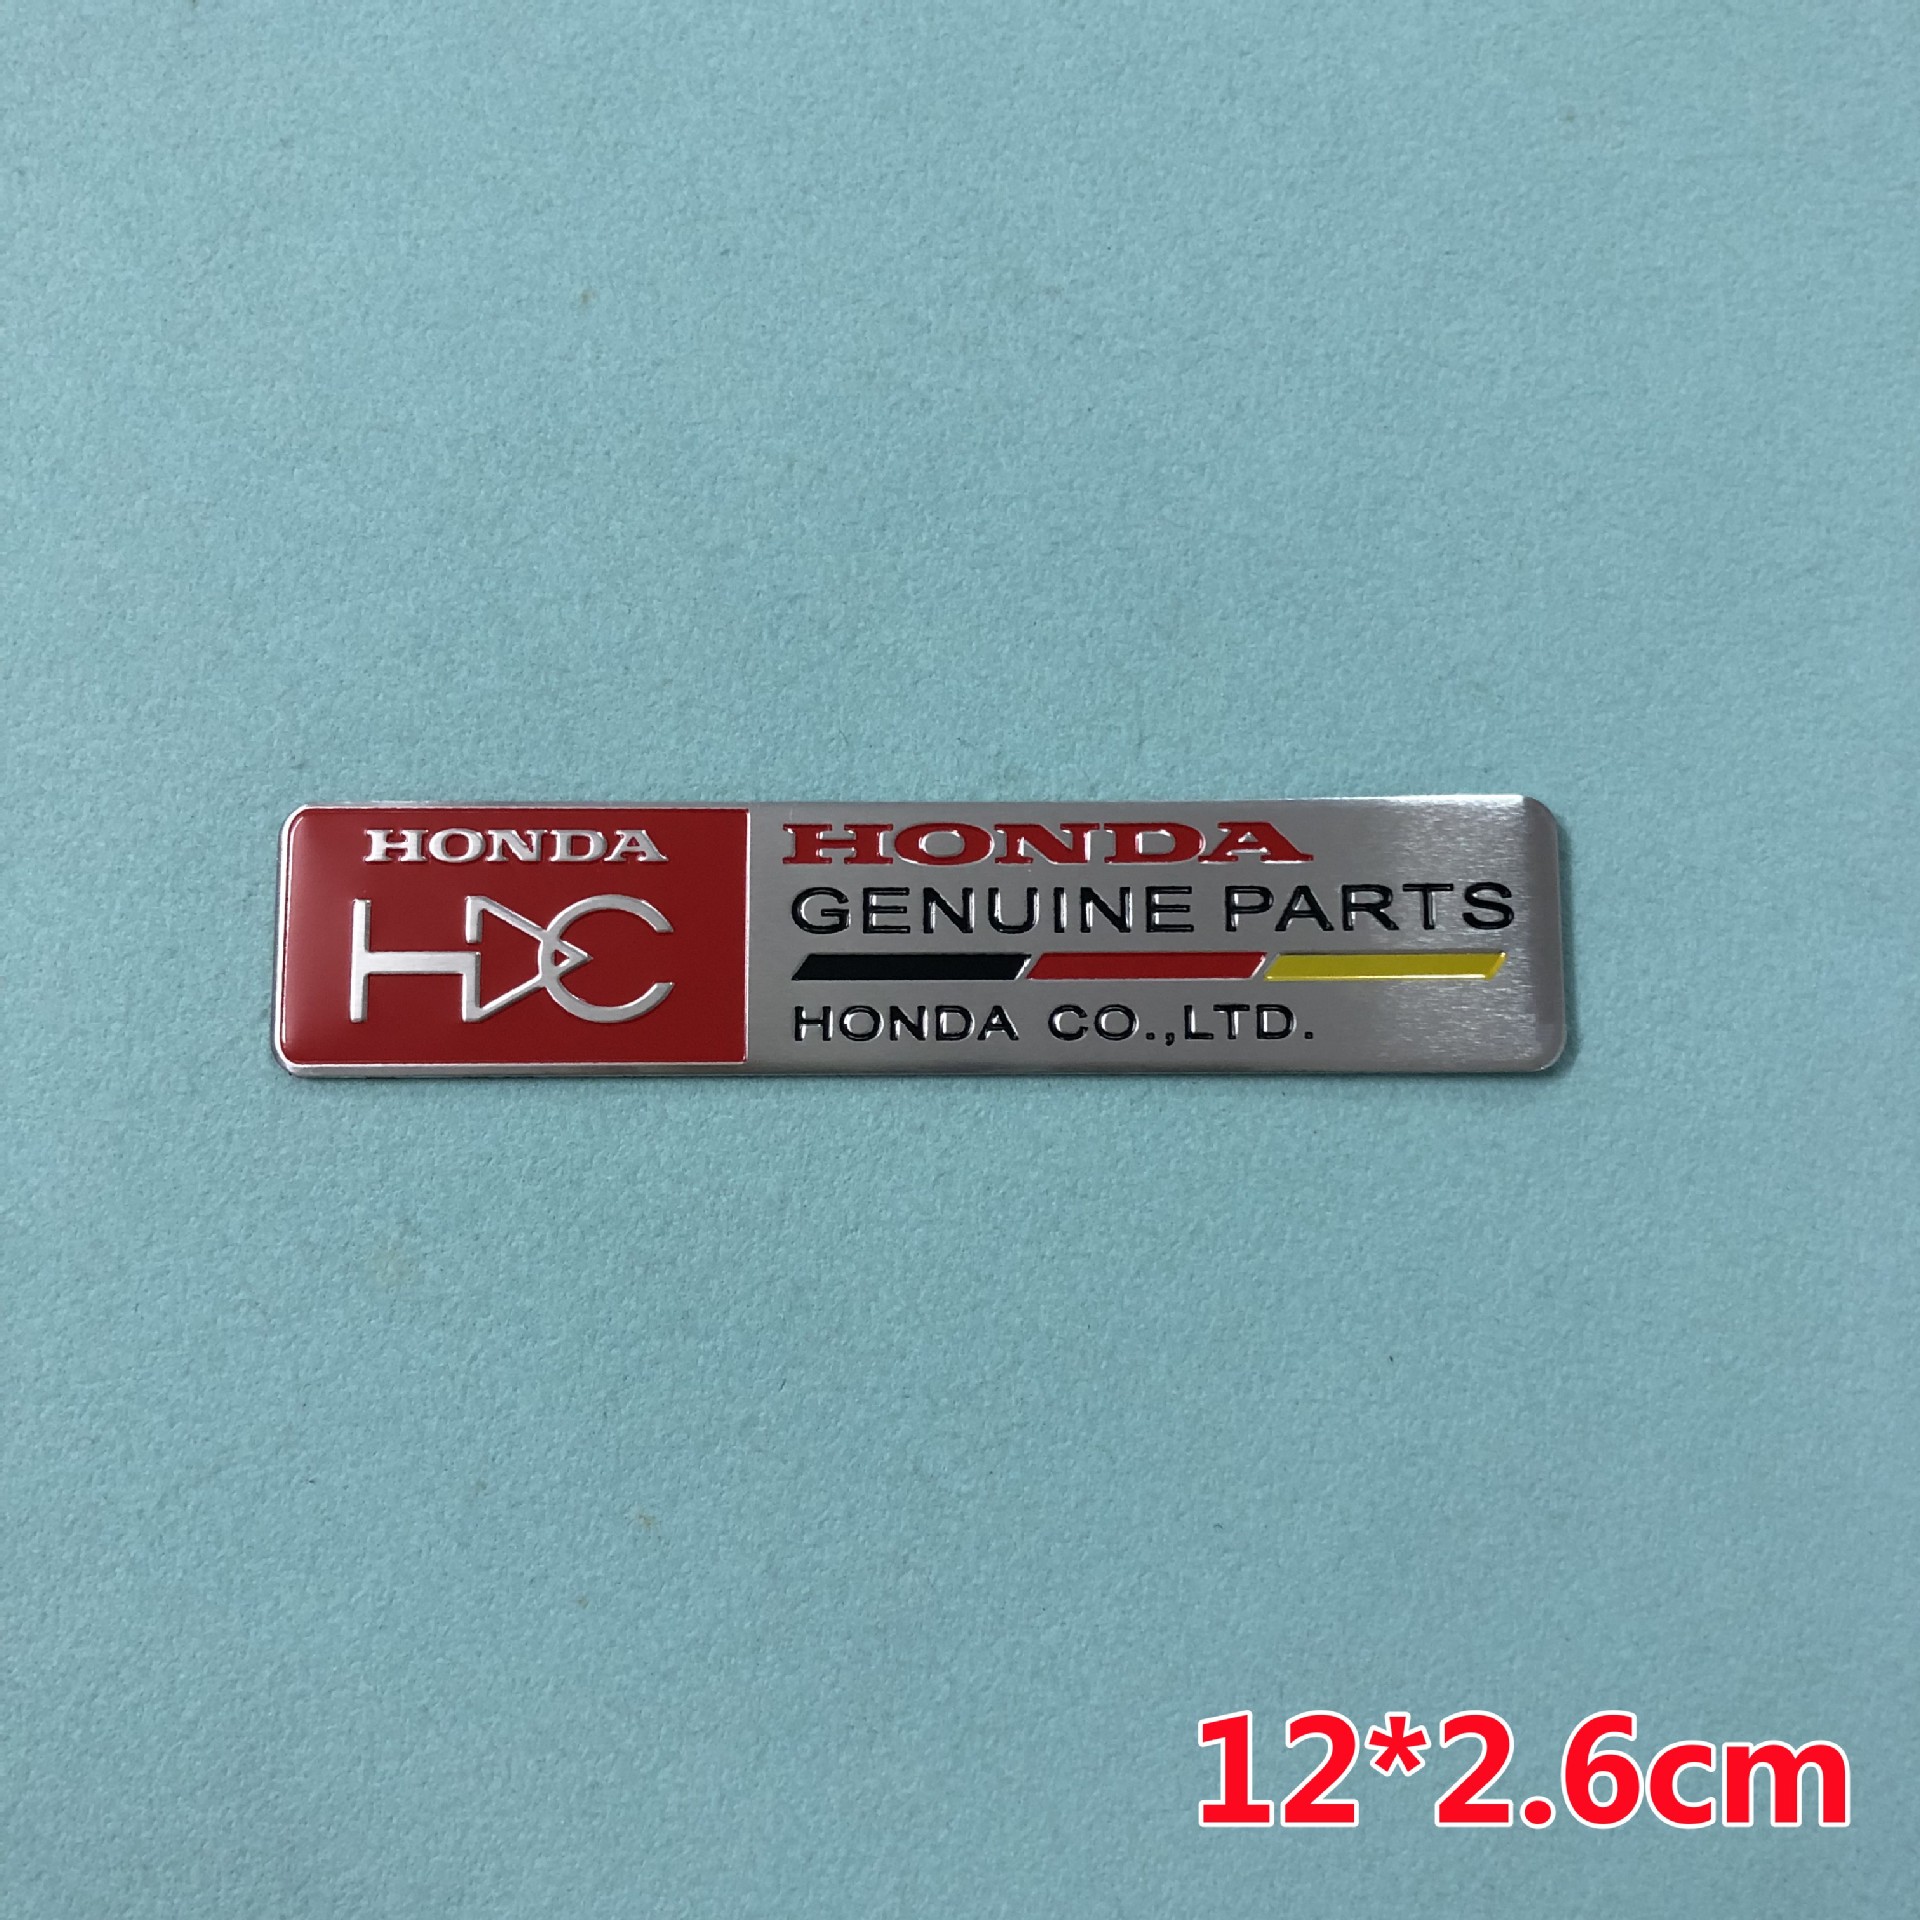 HONDA
HDC
HONDA
GENUINE PARTS
HONDA CO.,LTD.
12*2.6cm